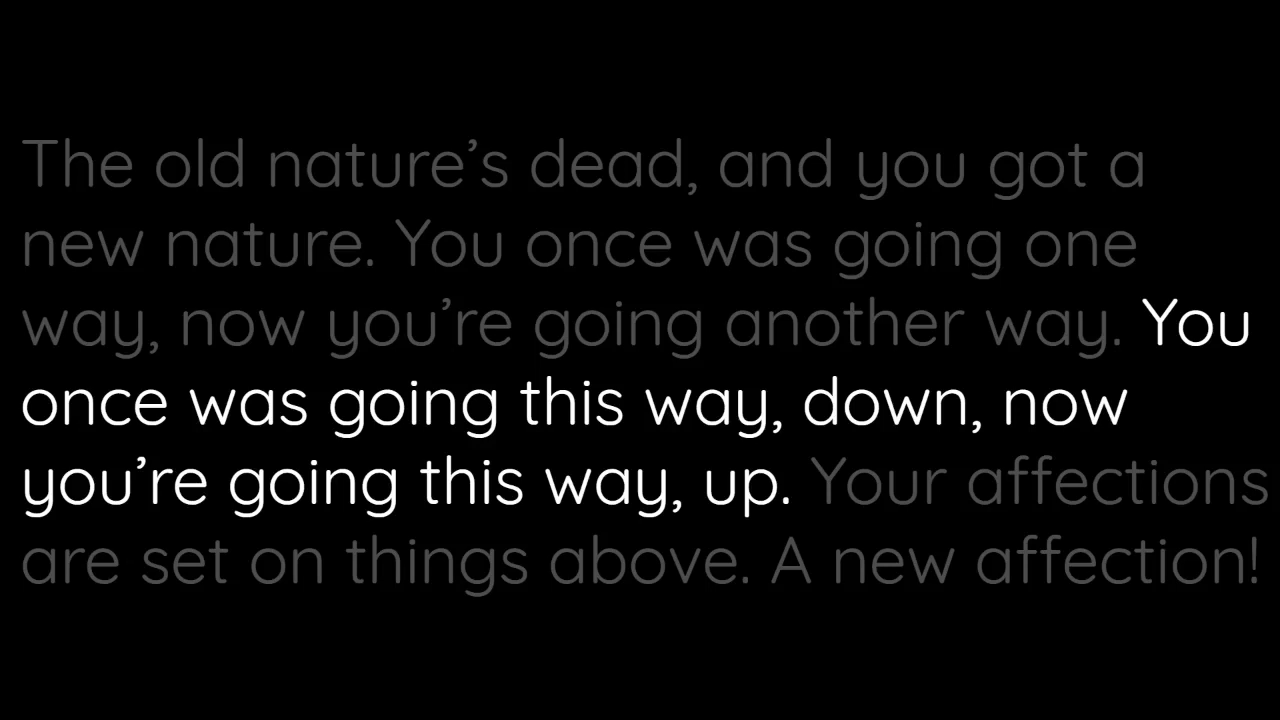 The old nature’s dead, and you got a
new nature. You once was going one
way, now you’re going another way. You
once was going this way, down, now
you’re going this way, up. Your affections
are set on things above. A new affection!